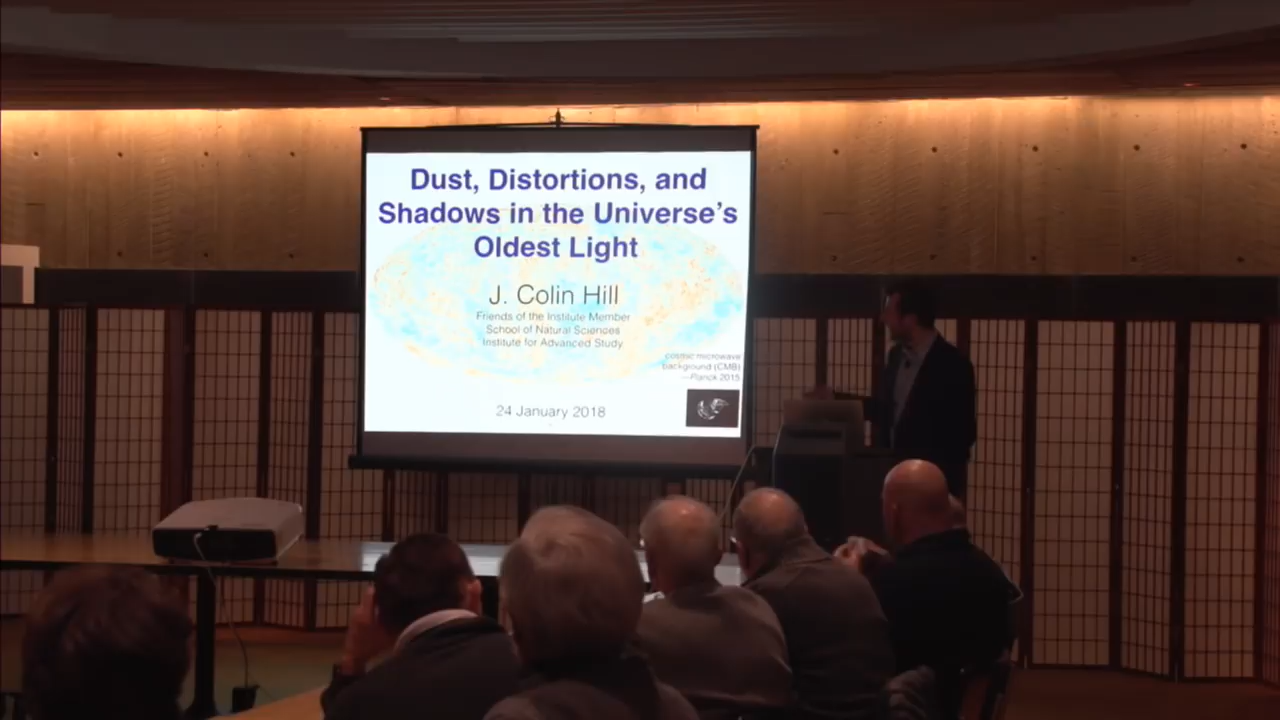 Dust, Distortions, and
Shadows in the Universe's
Oldest Light
J. Colin Hill
Friends of the Institute Member
School of Natural Sciences
Institute for Advanced Study
cosmic microwave
background (CMB)
—Planck 2015
24 January 2018